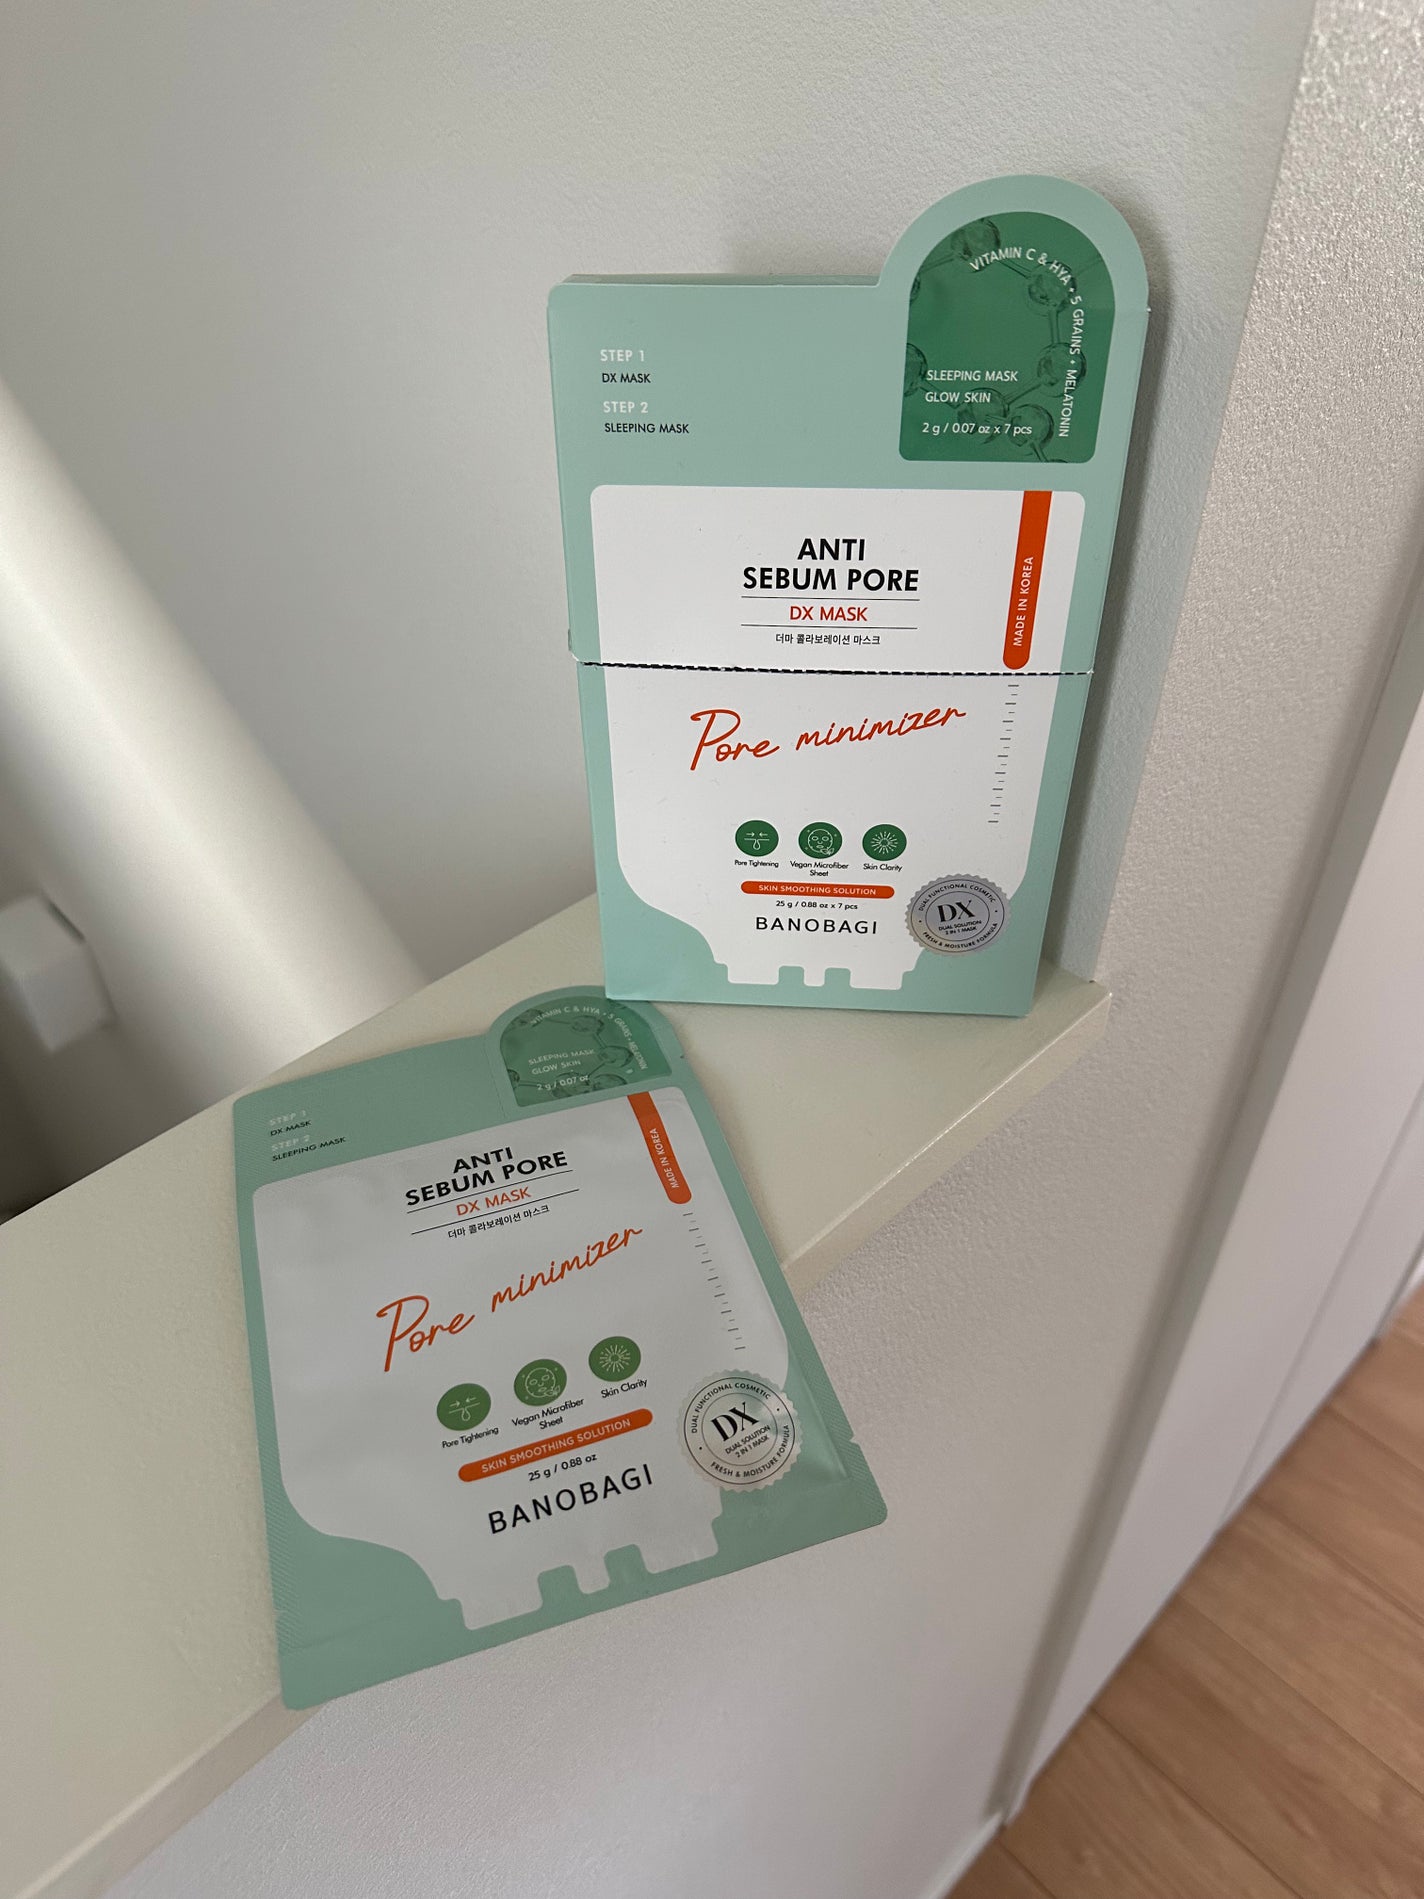 VITAMIN C & HYA + 5 GRAINS + MELATONIN
STEP 1
DX MASK
STEP 2
SLEEPING MASK
SLEEPING MASK
GLOW SKIN
2 g / 0.07 oz x 7 pcs
ANTI
SEBUM PORE
DX MASK
더마 콜라보레이션 마스크
MADE IN KOREA
Pore minimizer
Pore Tightening
Vegan Microfiber
Sheet
Skin Clarity
SKIN SMOOTHING SOLUTION
25 g / 0.88 oz x 7 pcs
BANOBAGI
DUAL FUNCTIONAL COSMETIC
DX
DUAL SOLUTION
2 IN 1 MASK
FRESH & MOISTURE FORMULA
VITAMIN C & HYA + 5 GRAINS + MELATONIN
STEP 1
DX MASK
STEP 2
SLEEPING MASK
SLEEPING MASK
GLOW SKIN
2 g / 0.07 oz
ANTI
SEBUM PORE
DX MASK
더마 콜라보레이션 마스크
MADE IN KOREA
Pore minimizer
Pore Tightening
Vegan Microfiber
Sheet
Skin Clarity
SKIN SMOOTHING SOLUTION
25 g / 0.88 oz
BANOBAGI
DUAL FUNCTIONAL COSMETIC
DX
DUAL SOLUTION
2 IN 1 MASK
FRESH & MOISTURE FORMULA